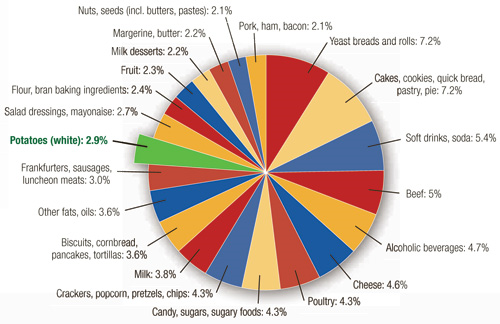 Nuts, seeds (incl. butters, pastes): 2.1%
Pork, ham, bacon: 2.1%
Margerine, butter: 2.2%
Yeast breads and rolls: 7.2%
Milk desserts: 2.2%
Fruit: 2.3%
Cakes, cookies, quick bread,
pastry, pie: 7.2%
Flour, bran baking ingredients: 2.4%
Salad dressings, mayonaise: 2.7%
Soft drinks, soda: 5.4%
Potatoes (white): 2.9%
Frankfurters, sausages,
luncheon meats: 3.0%
Beef: 5%
Other fats, oils: 3.6%
Biscuits, cornbread,
pancakes, tortillas: 3.6%
Alcoholic beverages: 4.7%
Milk: 3.8%
Cheese: 4.6%
Crackers, popcorn, pretzels, chips: 4.3%
Poultry: 4.3%
Candy, sugars, sugary foods: 4.3%